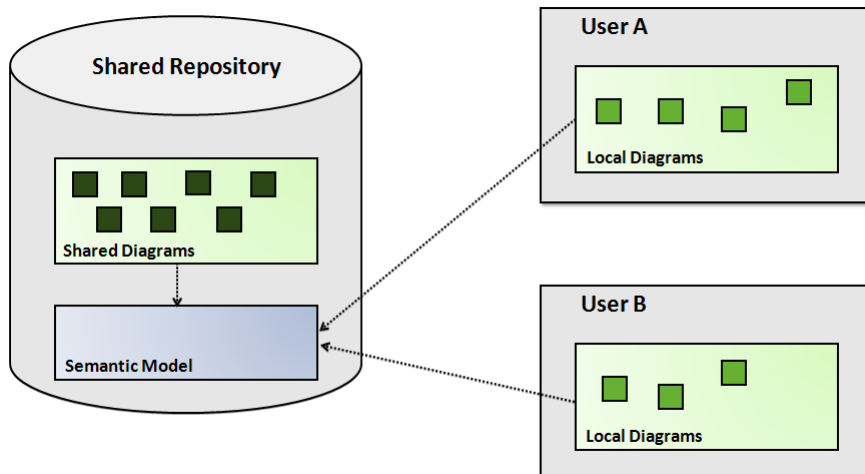 Shared Repository
Shared Diagrams
Semantic Model
User A
Local Diagrams
User B
Local Diagrams